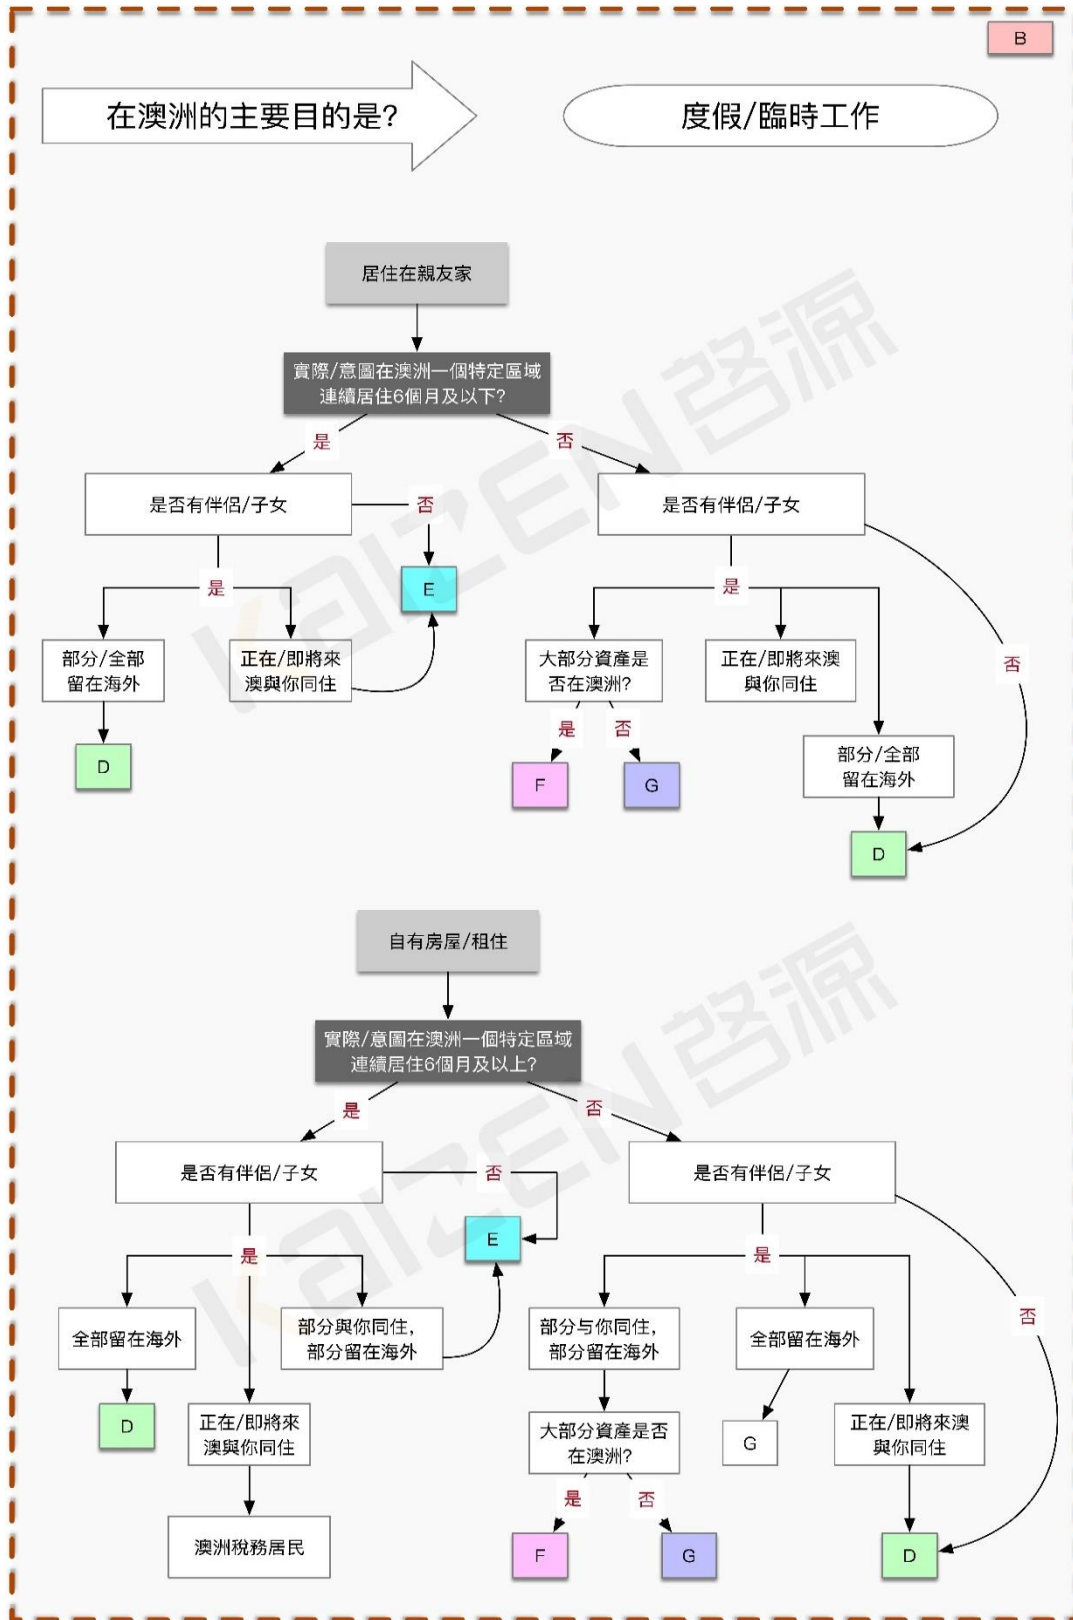 B
在澳洲的主要目的是?
度假/臨時工作
居住在親友家
實際/意圖在澳洲一個特定區域
連續居住6個月及以下?
是
否
是否有伴侶/子女
否
是否有伴侶/子女
E
是
是
部分/全部
留在海外
正在/即將來
澳與你同住
大部分資產是
否在澳洲?
正在/即將來澳
與你同住
否
是
否
部分/全部
留在海外
D
F
G
D
自有房屋/租住
實際/意圖在澳洲一個特定區域
連續居住6個月及以上?
是
否
是否有伴侶/子女
否
是否有伴侶/子女
E
是
是
全部留在海外
部分與你同住,
部分留在海外
部分与你同住,
部分留在海外
全部留在海外
否
D
正在/即將來
澳與你同住
大部分資產是否
在澳洲?
G
正在/即將來澳
與你同住
是
否
澳洲稅務居民
F
G
D
KAIZEN 啓源
KAIZEN 啓源